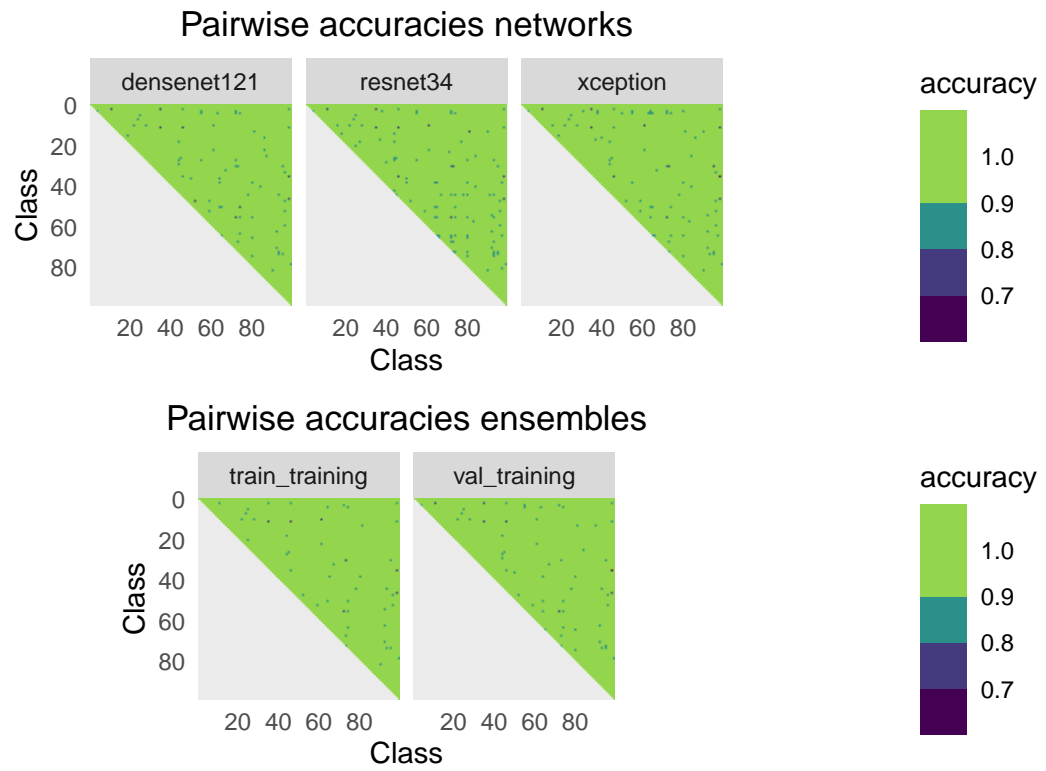 Pairwise accuracies networks
densenet121 resnet34 xception
Class
0
20
40
60
80
20 40 60 80 20 40 60 80 20 40 60 80
Class
accuracy
1.0
0.9
0.8
0.7
Pairwise accuracies ensembles
train_training val_training
Class
0
20
40
60
80
20 40 60 80 20 40 60 80
Class
accuracy
1.0
0.9
0.8
0.7